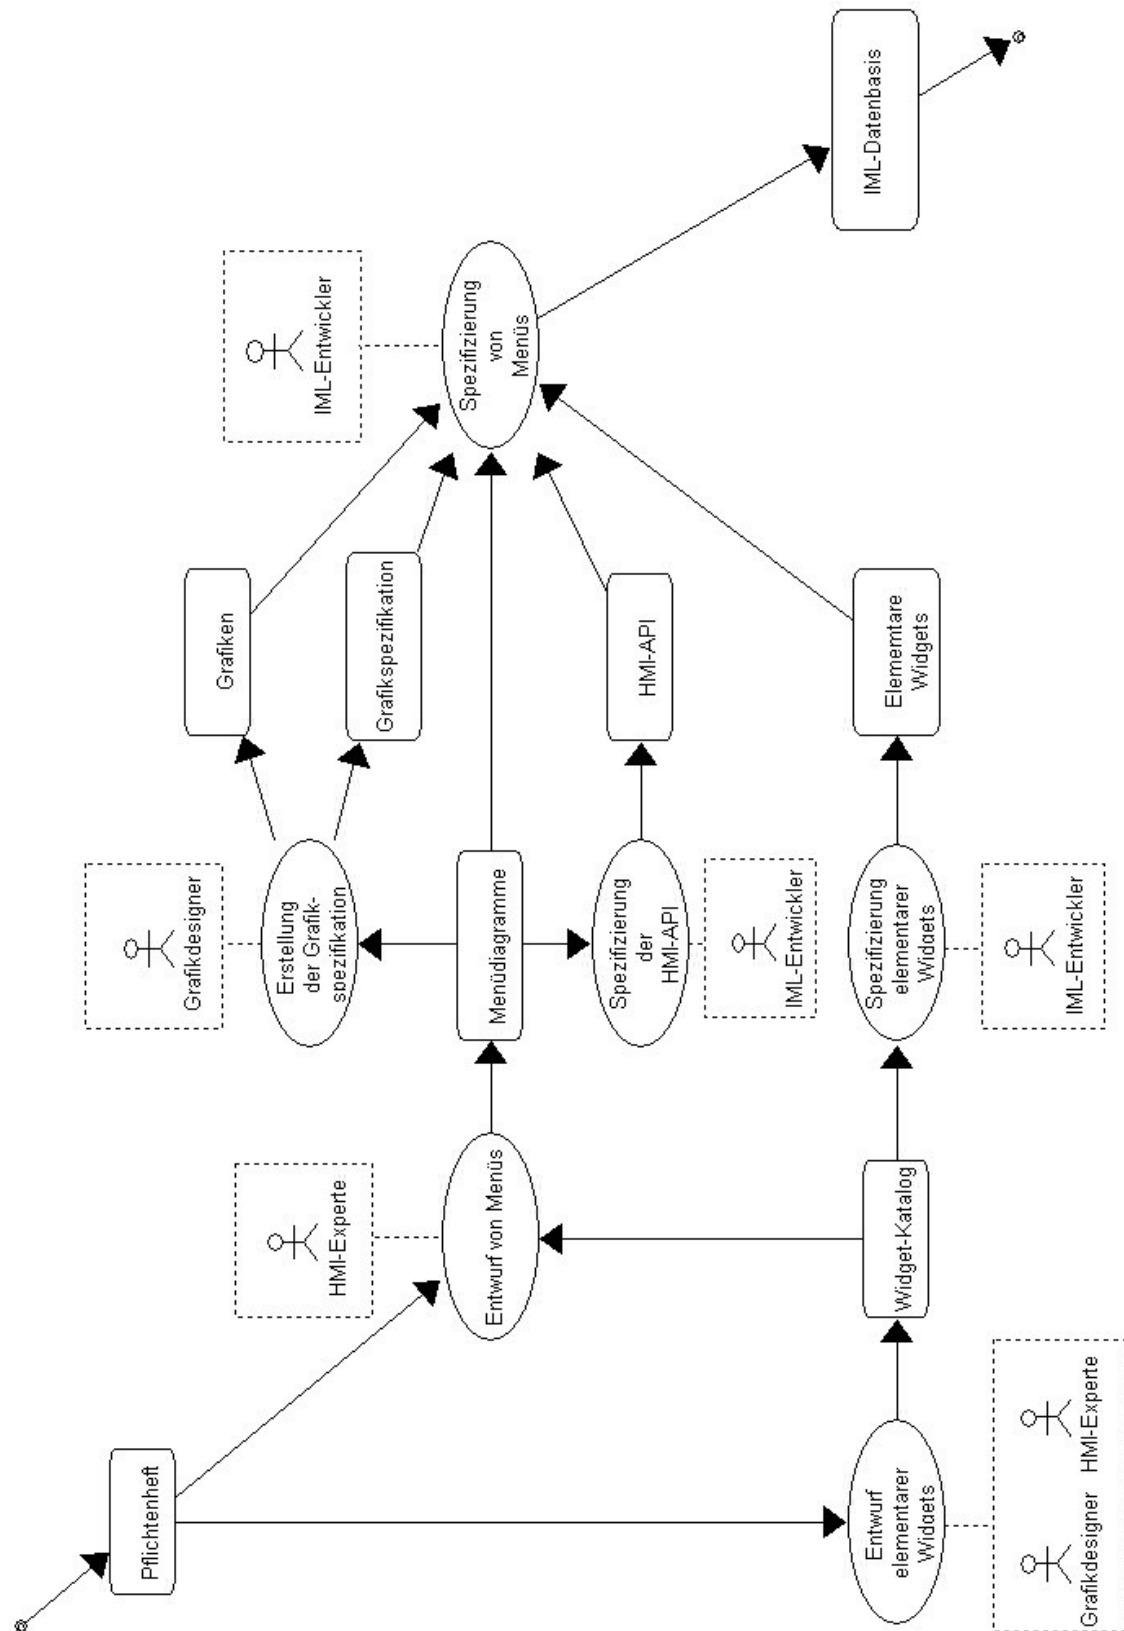 Pflichtenheft
HMI-Experte
Entwurf von Menüs
Entwurf
elementarer
Widgets
Grafikdesigner
HMI-Experte
Widget-Katalog
Grafikdesigner
Erstellung
der Grafik-
spezifikation
Menüdiagramme
Spezifizierung
der
HMI-API
IML-Entwickler
Spezifizierung
elementarer
Widgets
IML-Entwickler
Grafiken
Grafikspezifikation
HMI-API
Elememtare
Widgets
IML-Entwickler
Spezifizierung
von
Menüs
IML-Datenbasis